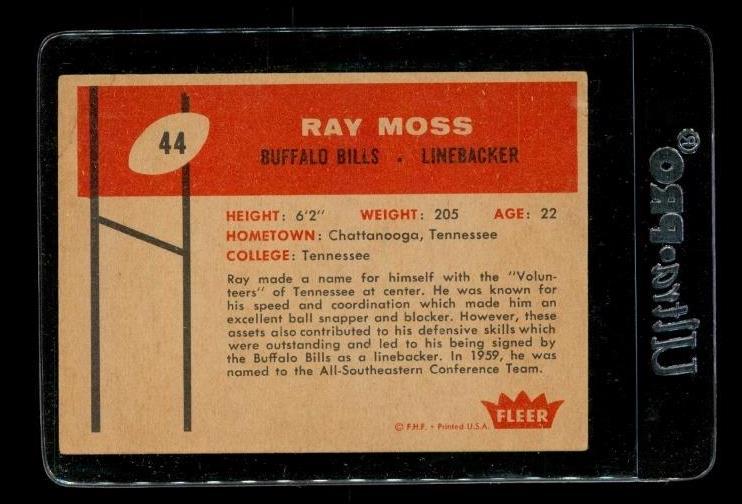 44
RAY MOSS
BUFFALO BILLS . LINEBACKER
HEIGHT: 6'2" WEIGHT: 205 AGE: 22
HOMETOWN: Chattanooga, Tennessee
COLLEGE: Tennessee
Ray made a name for himself with the "Volun-
teers" of Tennessee at center. He was known for
his speed and coordination which made him an
excellent ball snapper and blocker. However, these
assets also contributed to his defensive skills which
were outstanding and led to his being signed by
the Buffalo Bills as a linebacker. In 1959, he was
named to the All-Southeastern Conference Team.
FLEER
© F.H.F. • Printed U.S.A.
Ultra•PRO®